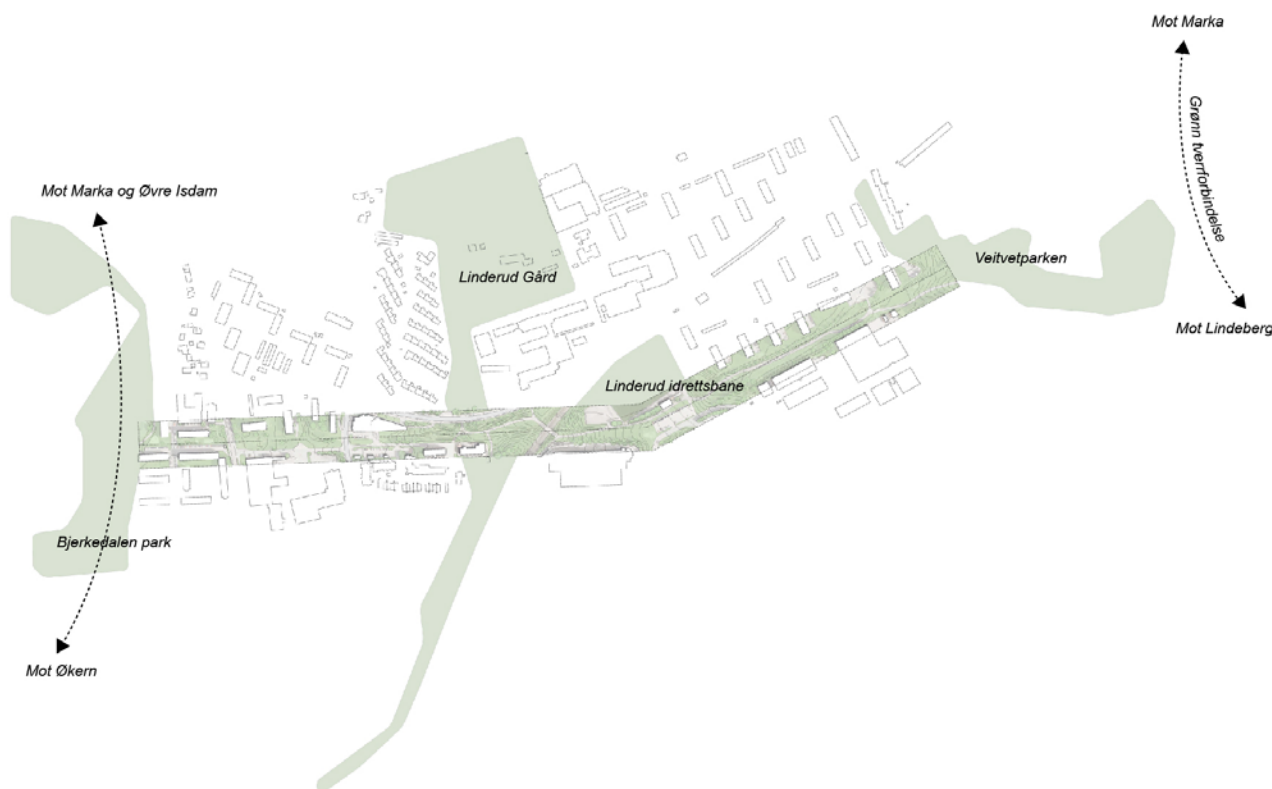 Mot Marka
Grønn tverrforbindelse
Mot Marka og Øvre Isdam
Veitvetparken
Linderud Gård
Mot Lindeberg
Linderud idrettsbane
Bjerkedalen park
Mot Økern